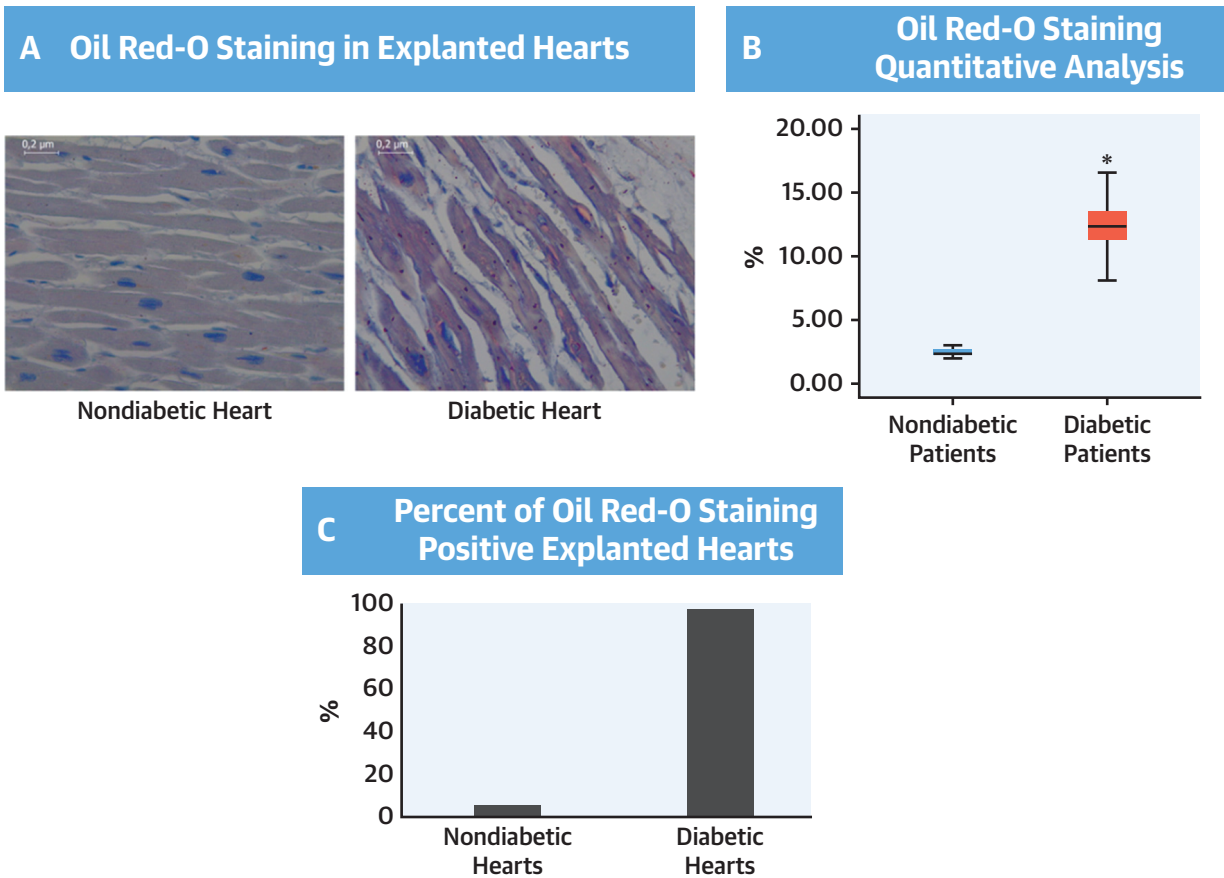 A Oil Red-O Staining in Explanted Hearts
0,2 µm
0,2 µm
Nondiabetic Heart
Diabetic Heart
B Oil Red-O Staining
Quantitative Analysis
20.00
15.00
10.00
5.00
0.00
%
*
Nondiabetic
Patients
Diabetic
Patients
C Percent of Oil Red-O Staining
Positive Explanted Hearts
100
80
60
40
20
0
%
Nondiabetic
Hearts
Diabetic
Hearts